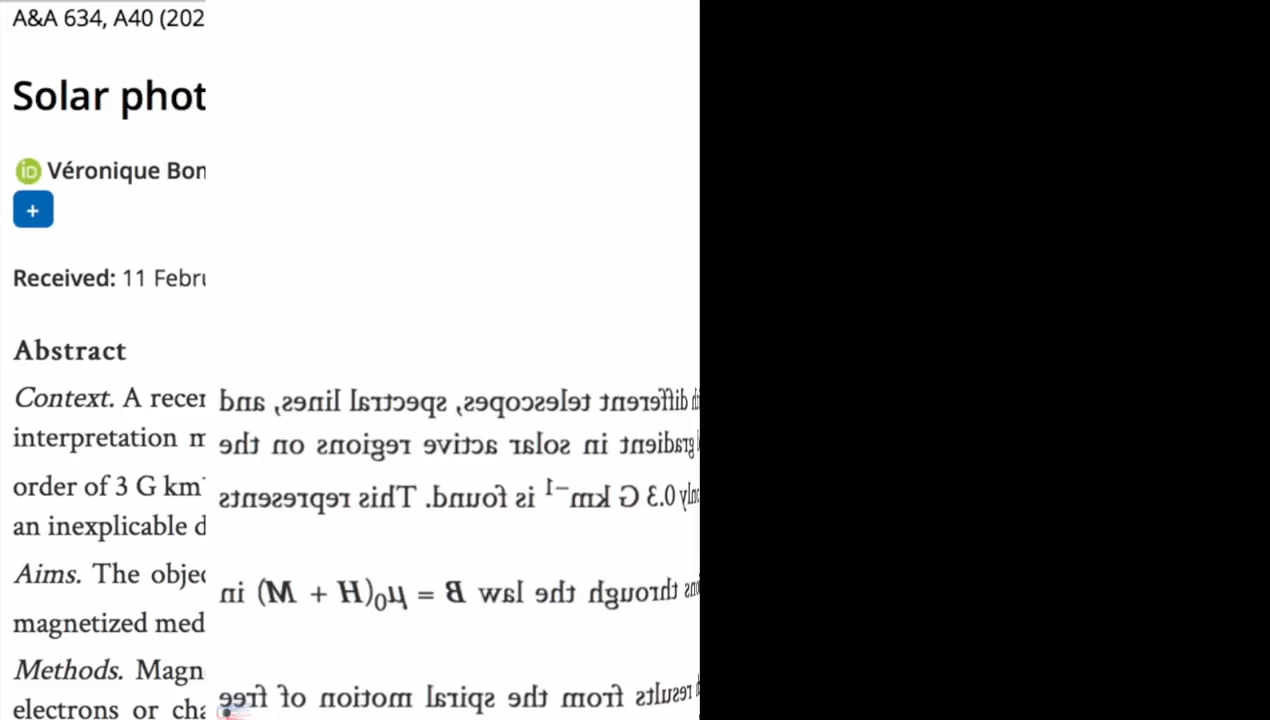 A&A 634, A40 (202
Solar phot
iD Véronique Bon
+
Received: 11 Febru
Abstract
Context. A recen
different telescopes, spectral lines, and
interpretation m
gradient in solar active regions on the
order of 3 G km⁻
only 0.3 G km⁻¹ is found. This represents
an inexplicable d
Aims. The objec
through the law B = μ₀(H + M) in
magnetized med
Methods. Magn
results from the spiral motion of free
electrons or cha